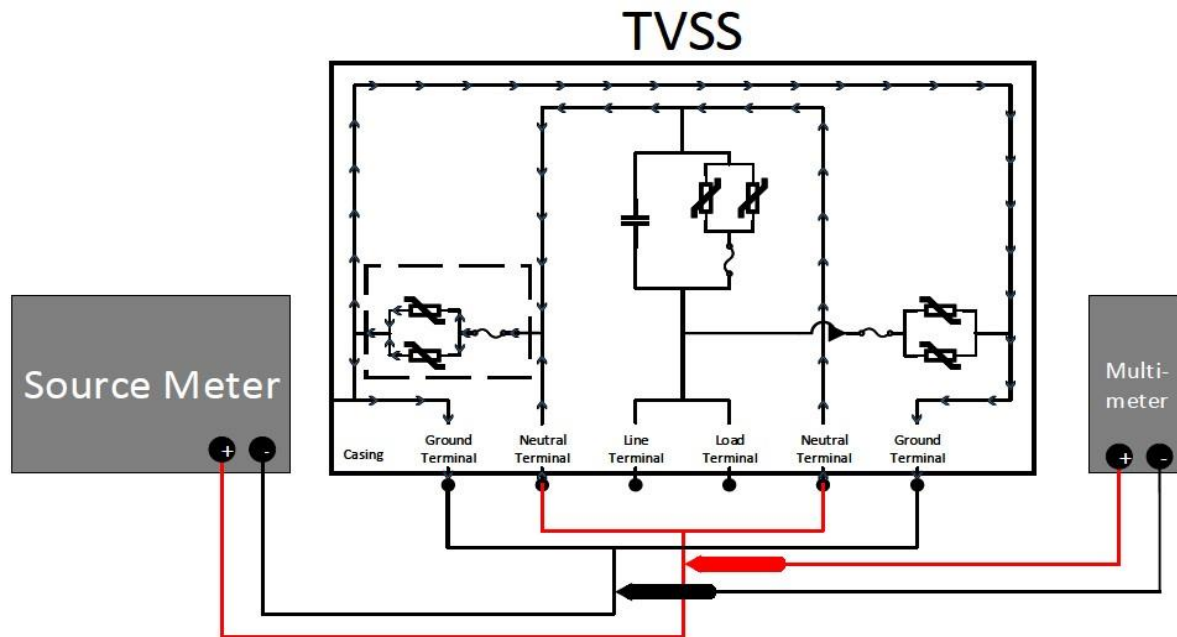 TVSS
Source Meter
+
-
Multi-
meter
+
-
Casing
Ground
Terminal
Neutral
Terminal
Line
Terminal
Load
Terminal
Neutral
Terminal
Ground
Terminal